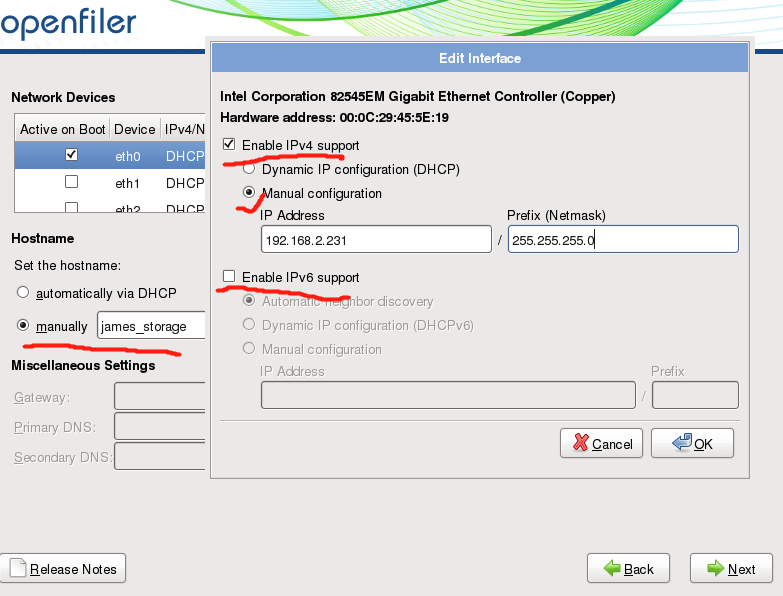 openfiler
Edit Interface
Network Devices
Active on Boot Device IPv4/N
eth0 DHCP
eth1 DHCP
eth2 DHCP
Hostname
Set the hostname:
automatically via DHCP
manually james_storage
Miscellaneous Settings
Gateway:
Primary DNS:
Secondary DNS:
Intel Corporation 82545EM Gigabit Ethernet Controller (Copper)
Hardware address: 00:0C:29:45:5E:19
Enable IPv4 support
Dynamic IP configuration (DHCP)
Manual configuration
IP Address Prefix (Netmask)
192.168.2.231 / 255.255.255.0
Enable IPv6 support
Automatic neighbor discovery
Dynamic IP configuration (DHCPv6)
Manual configuration
IP Address Prefix
/
Cancel OK
Release Notes Back Next